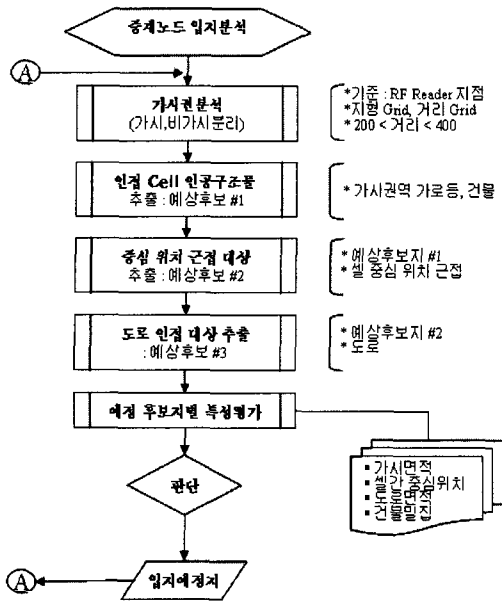 중계노드 입지분석
A
가시권분석
(가시,비가시분리)
*기준 : RF Reader 지점
*지형 Grid, 거리 Grid
* 200 < 거리 < 400
인접 Cell 인공구조물
추출 : 예상후보 #1
* 가시권역 가로등, 건물
중심 위치 근접 대상
추출 : 예상후보 #2
* 예상후보지 #1
* 셀 중심 위치 근접
도로 인접 대상 추출
: 예상후보 #3
* 예상후보지 #2
* 도로
예정 후보지별 특성평가
▪ 가시면적
▪ 셀간 중심위치
▪ 도로면적
▪ 건물밀집
판단
입지예정지
A